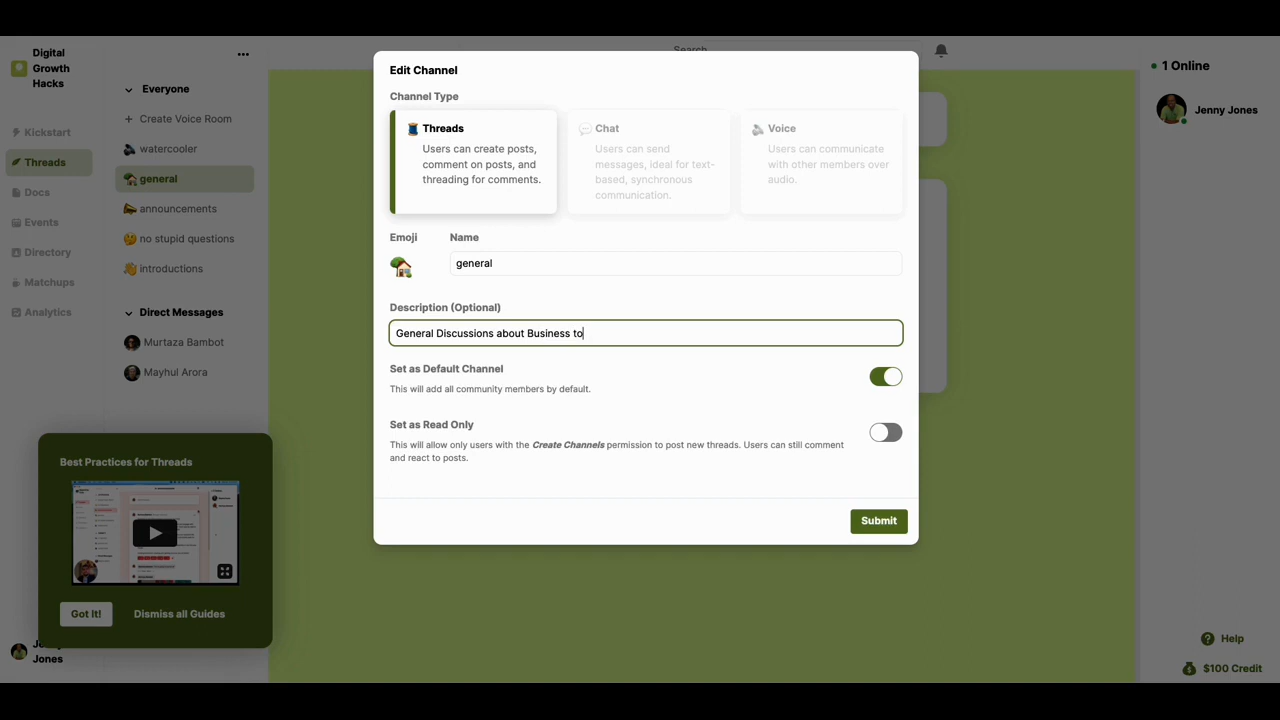 Digital
Growth
Hacks
Kickstart
Threads
Docs
Events
Directory
Matchups
Analytics
Everyone
Create Voice Room
watercooler
general
announcements
no stupid questions
introductions
Direct Messages
Murtaza Bambot
Mayhul Arora
Search
Edit Channel
Channel Type
Threads
Users can create posts,
comment on posts, and
threading for comments.
Chat
Users can send
messages, ideal for text-
based, synchronous
communication.
Voice
Users can communicate
with other members over
audio.
Emoji
Name
general
Description (Optional)
General Discussions about Business to
Set as Default Channel
This will add all community members by default.
Set as Read Only
This will allow only users with the Create Channels permission to post new threads. Users can still comment
and react to posts.
Submit
1 Online
Jenny Jones
Best Practices for Threads
Got it!
Dismiss all Guides
Jones
Help
$100 Credit